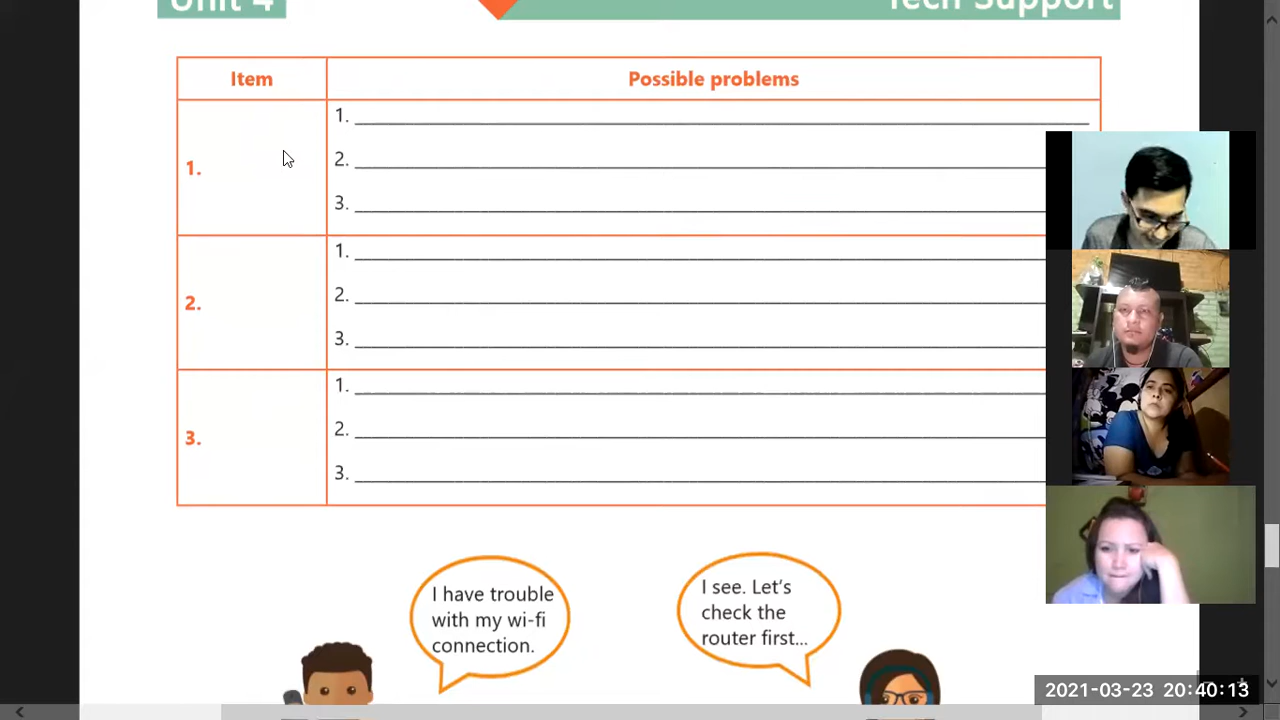 Unit 4
Tech Support
Item
Possible problems
1.
1.
2.
3.
2.
1.
2.
3.
3.
1.
2.
3.
I have trouble
with my wi-fi
connection.
I see. Let's
check the
router first...
2021-03-23 20:40:13